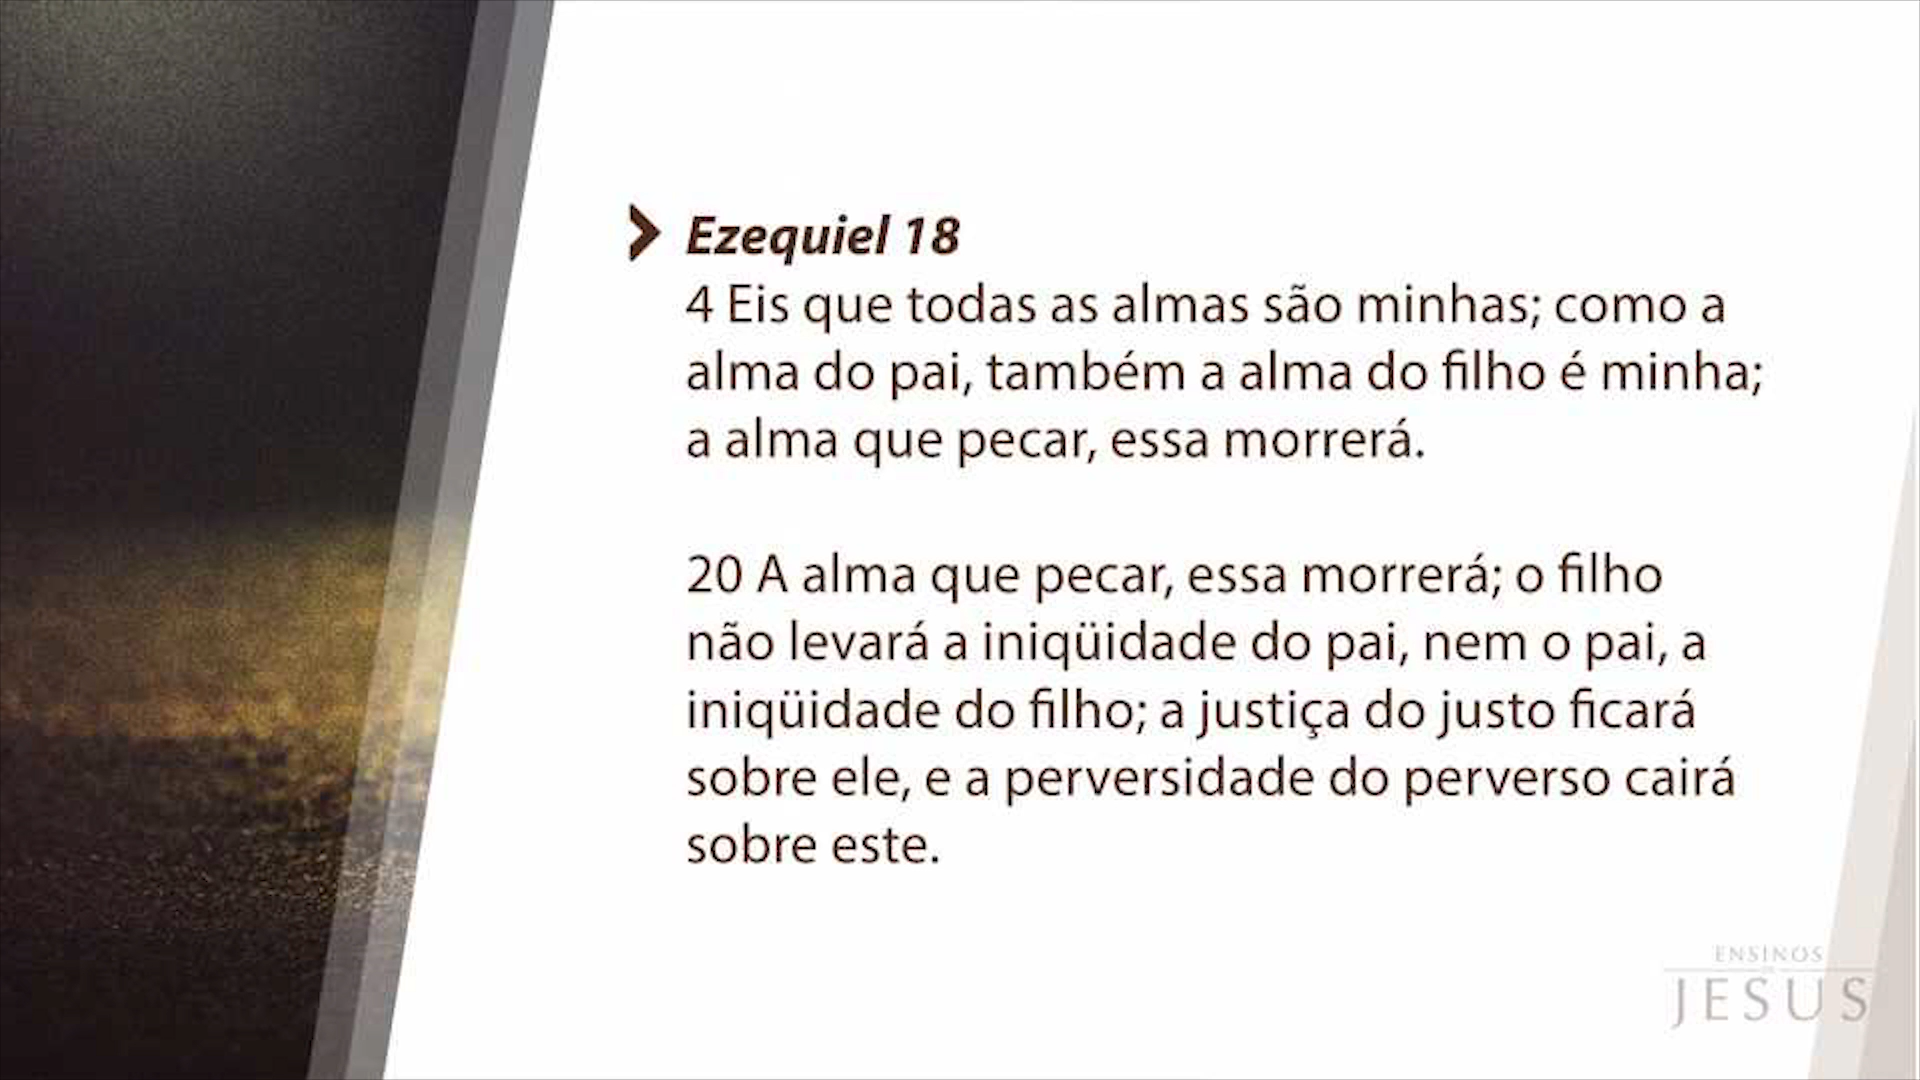 Ezequiel 18
4 Eis que todas as almas são minhas; como a
alma do pai, também a alma do filho é minha;
a alma que pecar, essa morrerá.
20 A alma que pecar, essa morrerá; o filho
não levará a iniqüidade do pai, nem o pai, a
iniqüidade do filho; a justiça do justo ficará
sobre ele, e a perversidade do perverso cairá
sobre este.
ENSINOS
DE
JESUS